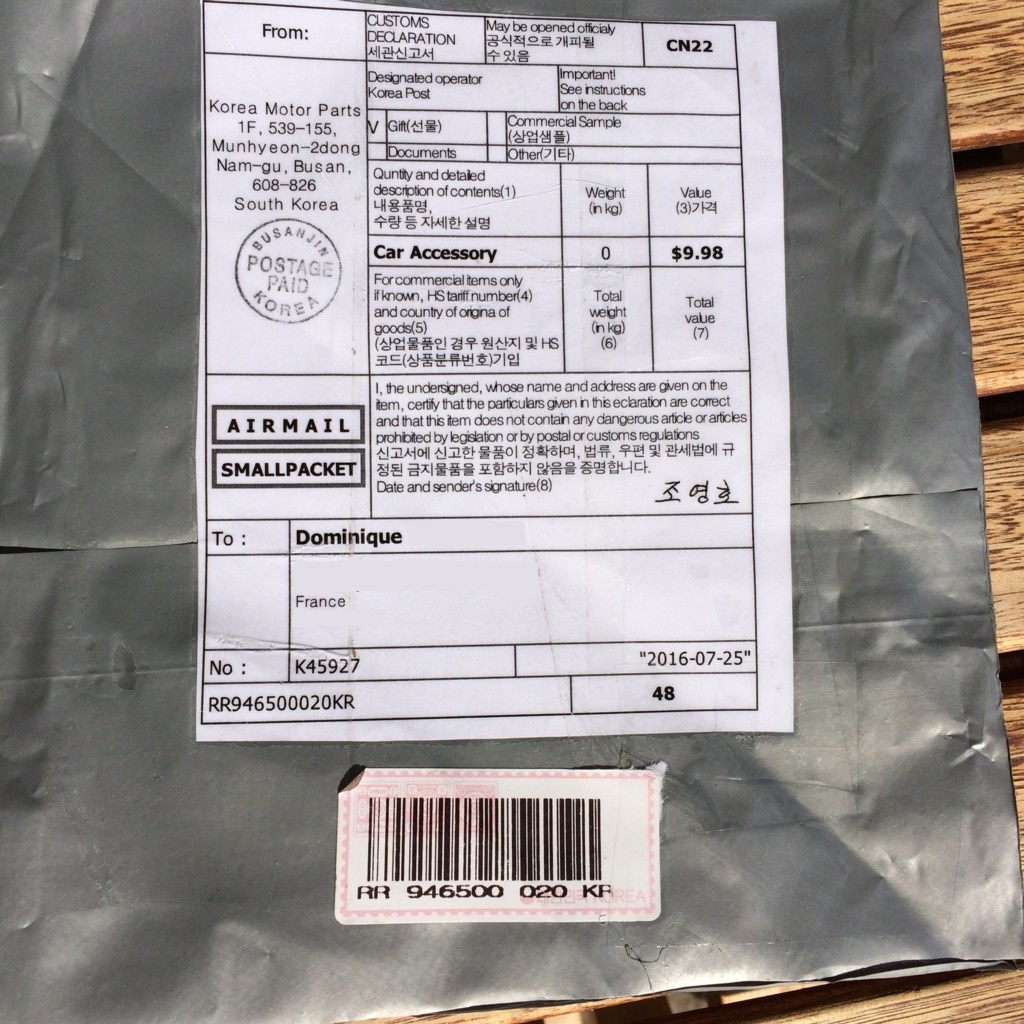 From:
CUSTOMS
DECLARATION
세관신고서
May be opened officialy
공식적으로 개피될
수 있음
CN22
Designated operator
Korea Post
Important!
See instructions
on the back
Korea Motor Parts
1F, 539-155,
Munhyeon-2dong
Nam-gu, Busan,
608-826
South Korea
V Gift(선물)
Commercial Sample
(상업샘플)
Documents
Other(기타)
Quntity and detailed
description of contents(1)
내용품명,
수량 등 자세한 설명
Weight
(in kg)
Value
(3)가격
BUSANJIN
POSTAGE
PAID
KOREA
Car Accessory
0
$9.98
For commercial items only
if known, HS tariff number(4)
and country of origina of
goods(5)
(상업물품인 경우 원산지 및 HS
코드(상품분류번호)기입
Total
weight
(in kg)
(6)
Total
value
(7)
AIRMAIL
SMALLPACKET
I, the undersigned, whose name and address are given on the
item, certify that the particulars given in this eclaration are correct
and that this item does not contain any dangerous article or articles
prohibited by legislation or by postal or customs regulations
신고서에 신고한 물품이 정확하며, 법류, 우편 및 관세법에 규
정된 금지물품을 포함하지 않음을 증명합니다.
Date and sender's signature(8)
조영호
To :
Dominique
France
No :
K45927
"2016-07-25"
RR946500020KR
48
RR 946500 020 KR
KOREA